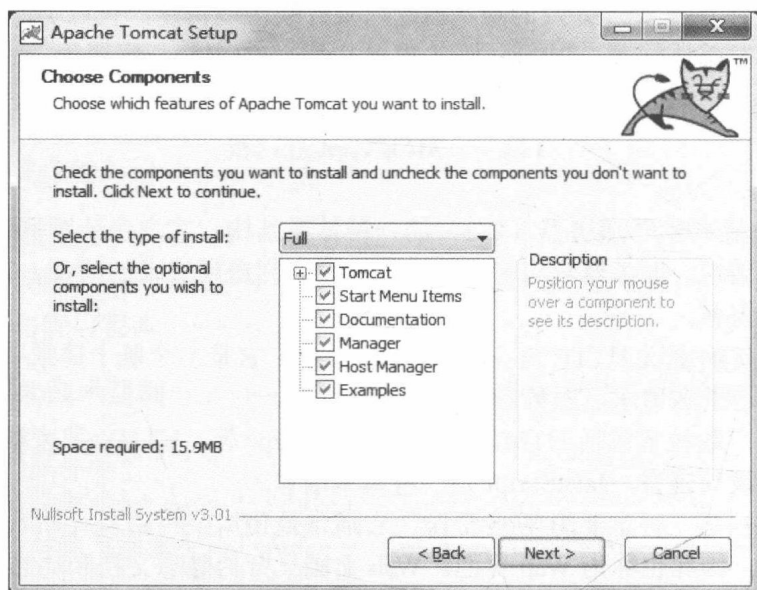 Apache Tomcat Setup
X
TM
Choose Components
Choose which features of Apache Tomcat you want to install.
Check the components you want to install and uncheck the components you don't want to
install. Click Next to continue.
Select the type of install:
Full
Or, select the optional
components you wish to
install:
Tomcat
Start Menu Items
Documentation
Manager
Host Manager
Examples
Description
Position your mouse
over a component to
see its description.
Space required: 15.9MB
Nullsoft Install System v3.01
< Back
Next >
Cancel